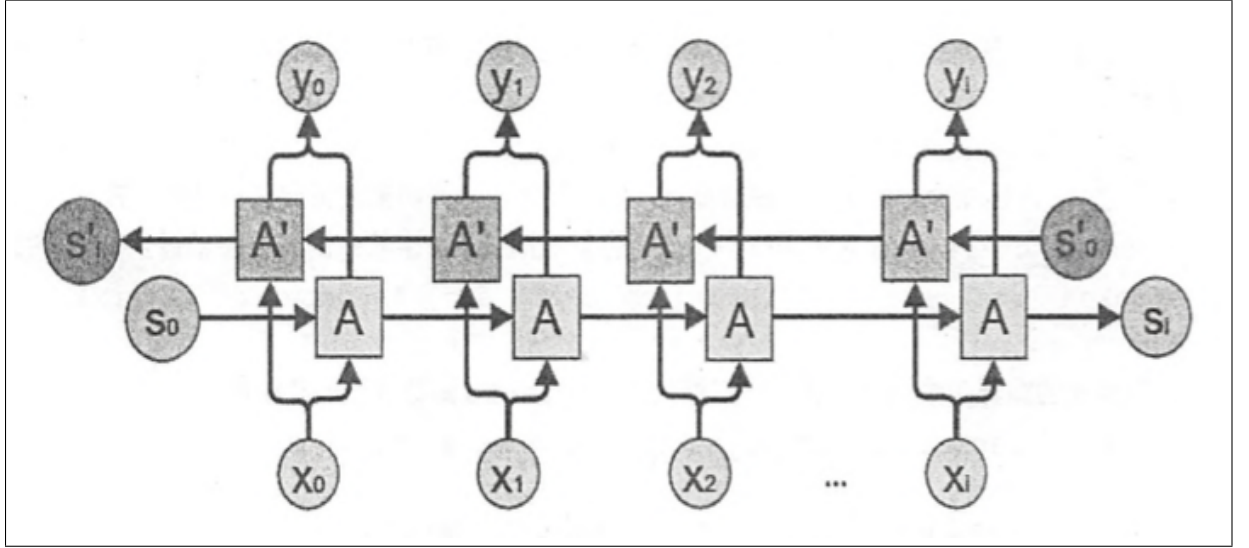 y₀ y₁ y₂ yᵢ
s'ᵢ A' A' A' A' s'₀
s₀ A A A A sᵢ
x₀ x₁ x₂ ... xᵢ